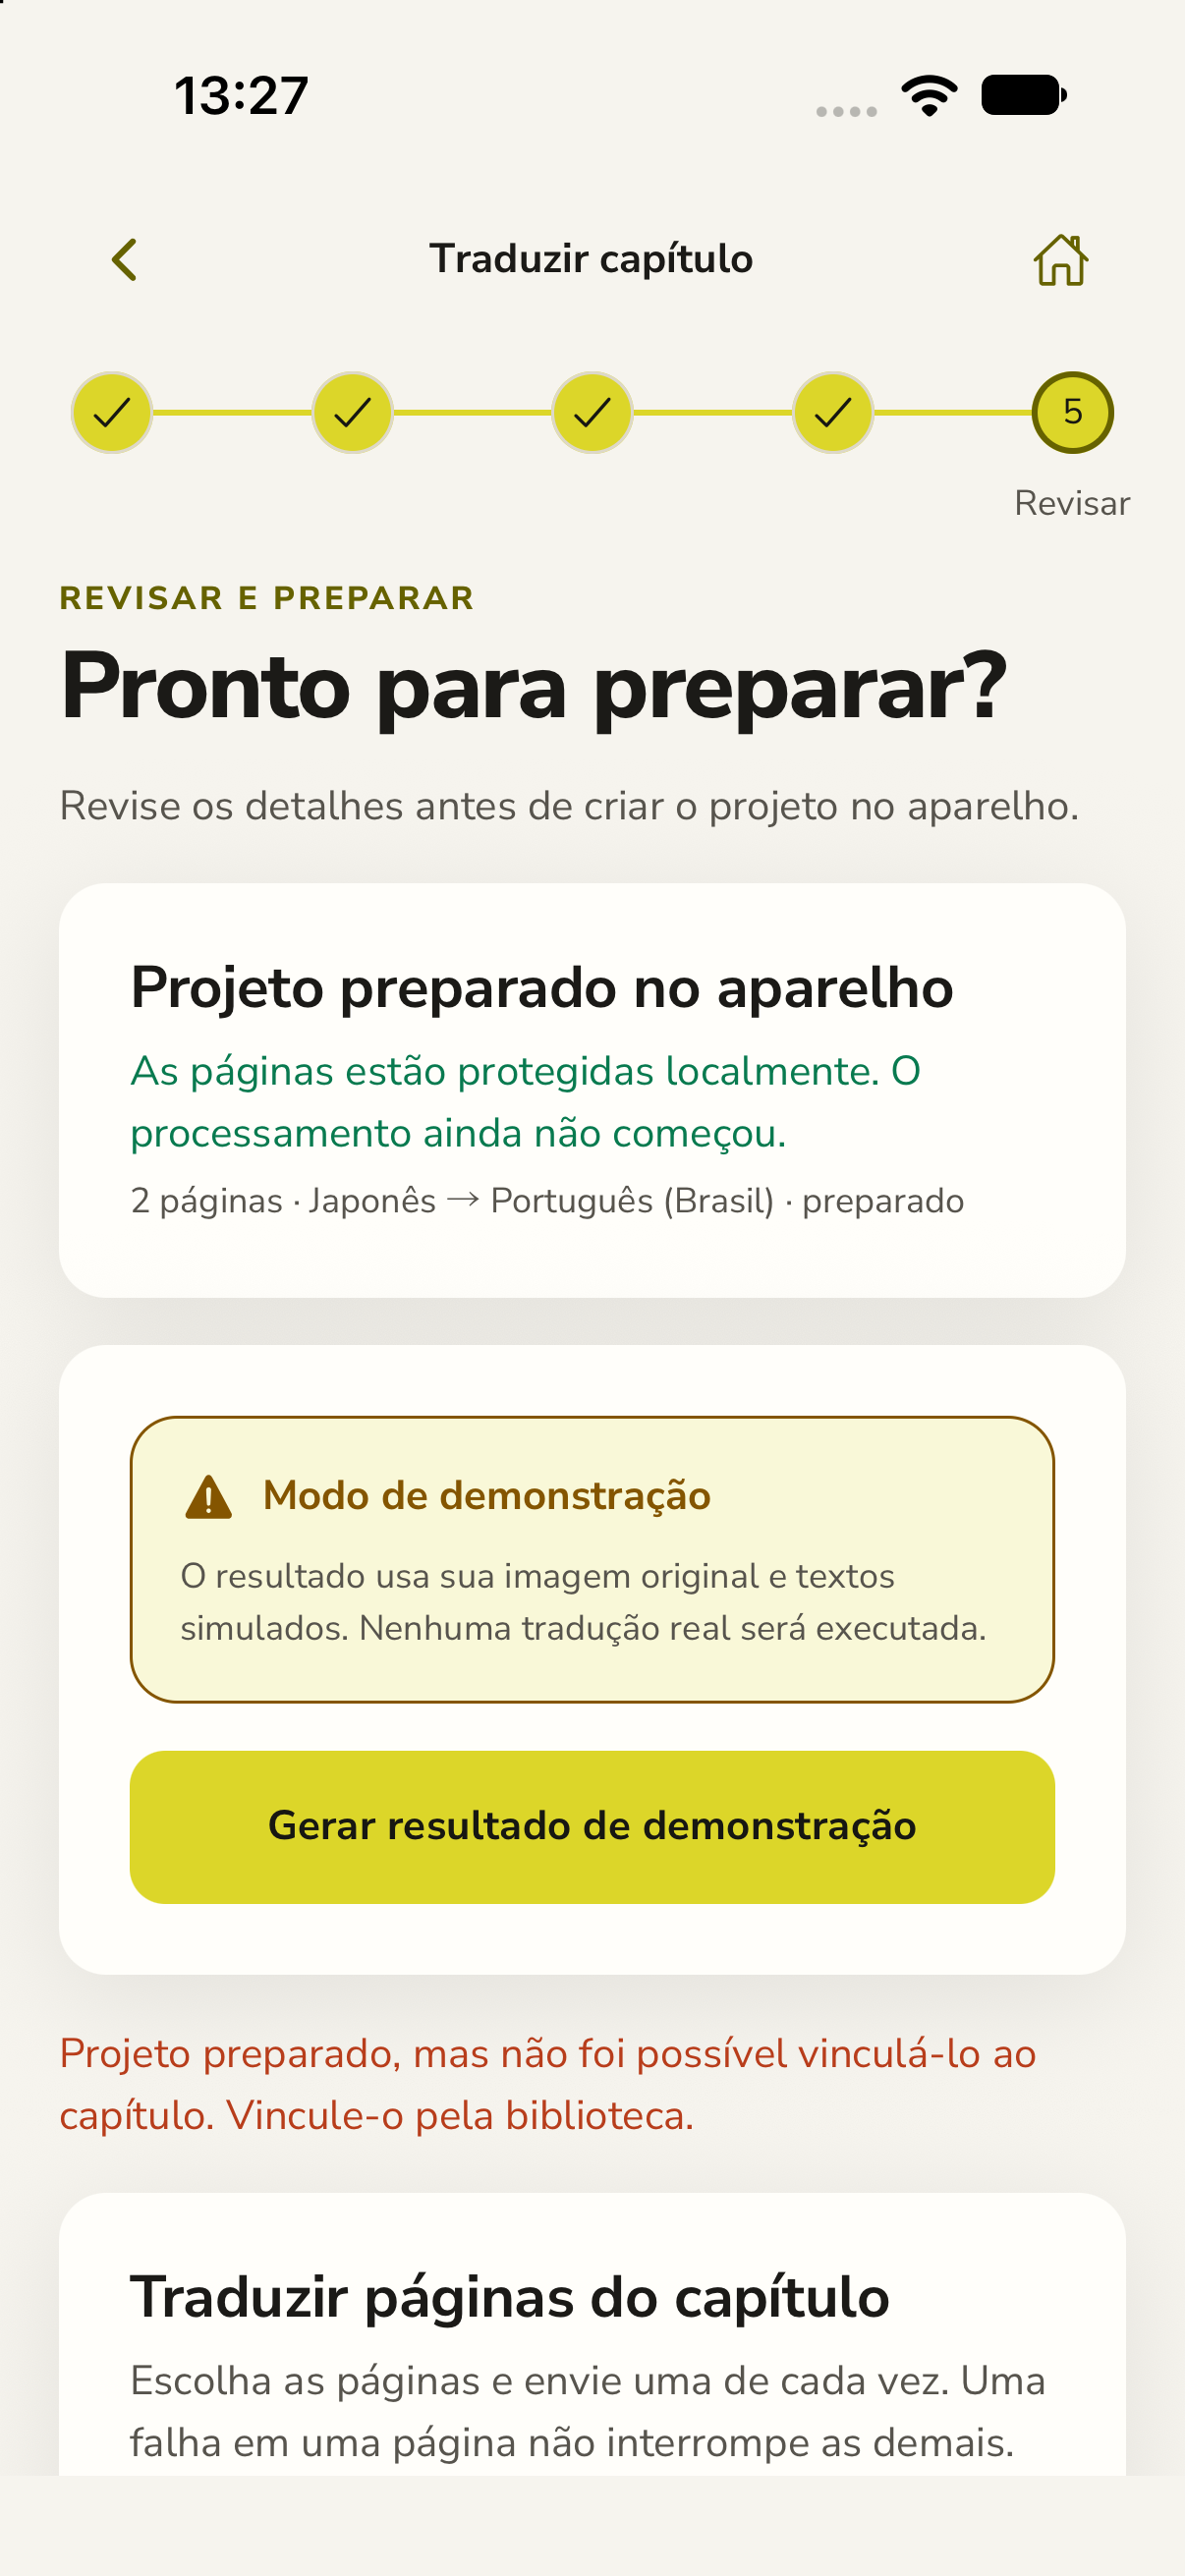 13:27
Traduzir capítulo
5
Revisar
REVISAR E PREPARAR
Pronto para preparar?
Revise os detalhes antes de criar o projeto no aparelho.
Projeto preparado no aparelho
As páginas estão protegidas localmente. O
processamento ainda não começou.
2 páginas · Japonês → Português (Brasil) · preparado
Modo de demonstração
O resultado usa sua imagem original e textos
simulados. Nenhuma tradução real será executada.
Gerar resultado de demonstração
Projeto preparado, mas não foi possível vinculá-lo ao
capítulo. Vincule-o pela biblioteca.
Traduzir páginas do capítulo
Escolha as páginas e envie uma de cada vez. Uma
falha em uma página não interrompe as demais.